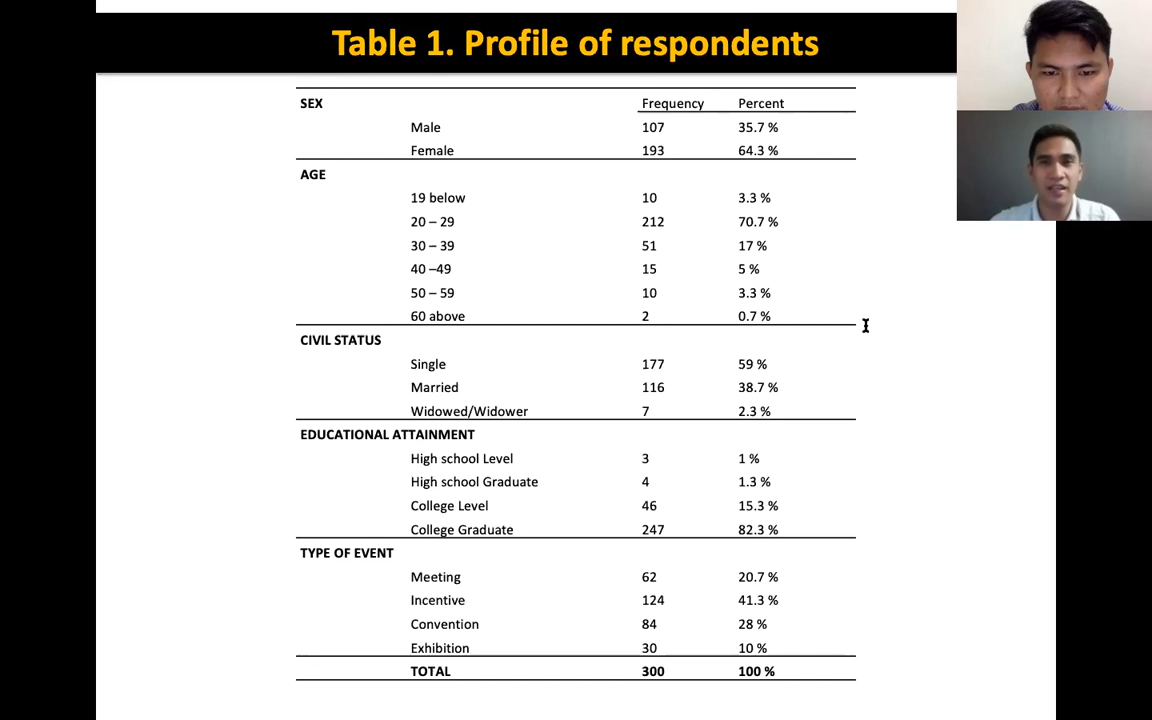 Table 1. Profile of respondents
SEX Frequency Percent
Male 107 35.7 %
Female 193 64.3 %
AGE
19 below 10 3.3 %
20 – 29 212 70.7 %
30 – 39 51 17 %
40 –49 15 5 %
50 – 59 10 3.3 %
60 above 2 0.7 %
CIVIL STATUS
Single 177 59 %
Married 116 38.7 %
Widowed/Widower 7 2.3 %
EDUCATIONAL ATTAINMENT
High school Level 3 1 %
High school Graduate 4 1.3 %
College Level 46 15.3 %
College Graduate 247 82.3 %
TYPE OF EVENT
Meeting 62 20.7 %
Incentive 124 41.3 %
Convention 84 28 %
Exhibition 30 10 %
TOTAL 300 100 %